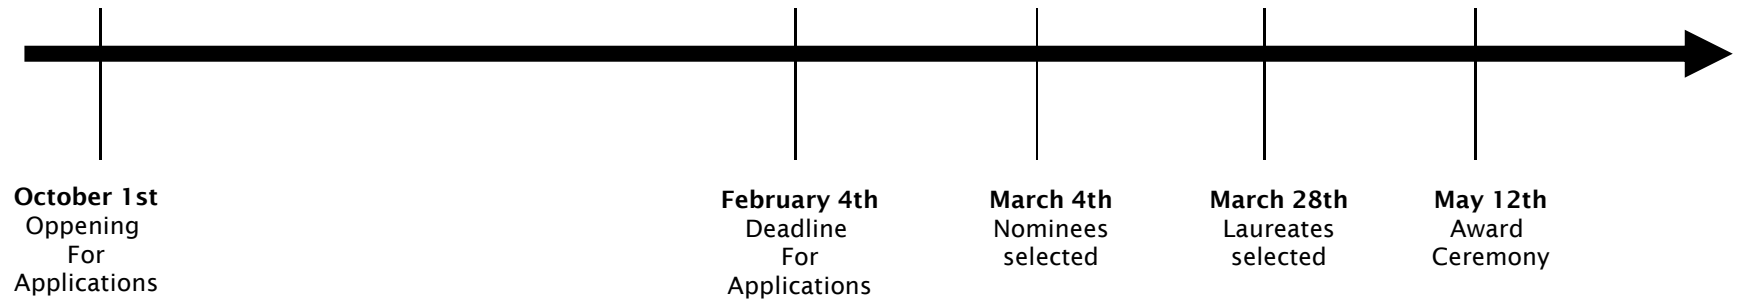 October 1st
Oppening
For
Applications
February 4th
Deadline
For
Applications
March 4th
Nominees
selected
March 28th
Laureates
selected
May 12th
Award
Ceremony